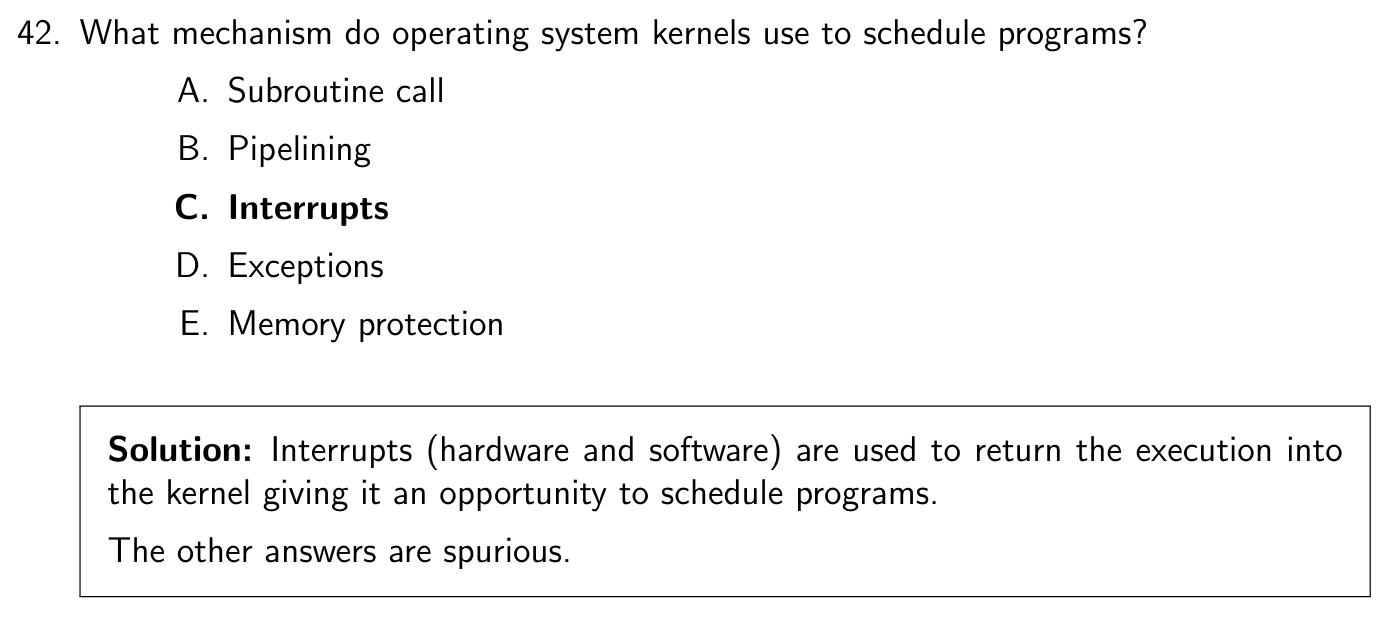 42. What mechanism do operating system kernels use to schedule programs?
A. Subroutine call
B. Pipelining
C. Interrupts
D. Exceptions
E. Memory protection
Solution: Interrupts (hardware and software) are used to return the execution into
the kernel giving it an opportunity to schedule programs.
The other answers are spurious.